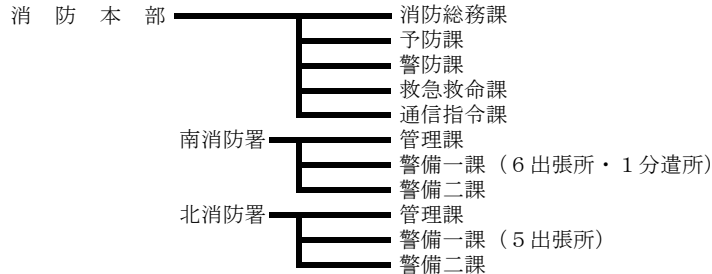 消防本部 消防総務課
予防課
警防課
救急救命課
通信指令課
南消防署 管理課
警備一課（６出張所・１分遣所）
警備二課
北消防署 管理課
警備一課（５出張所）
警備二課